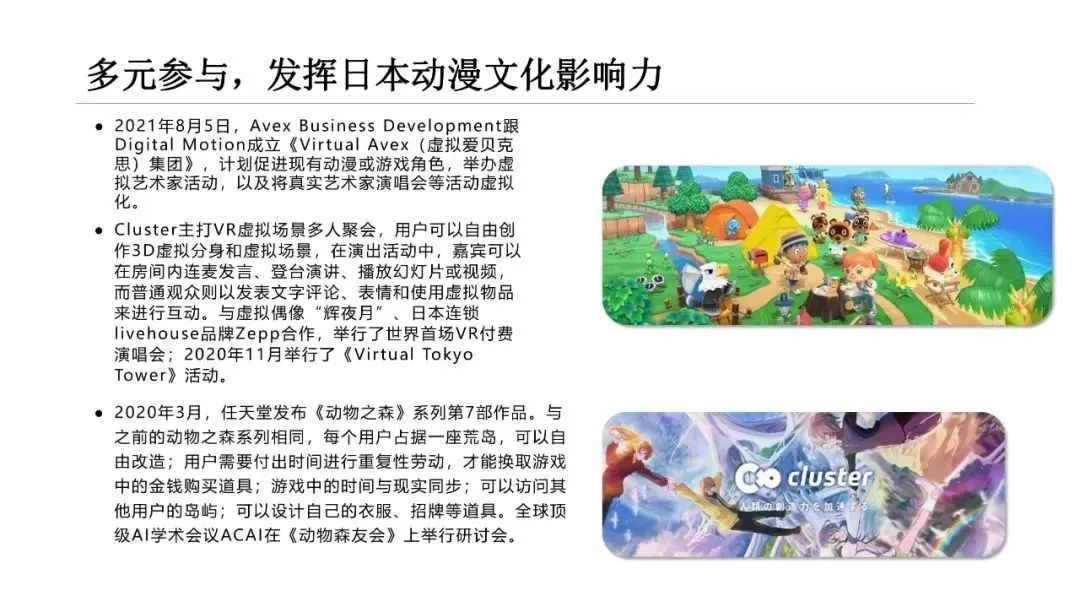 多元参与，发挥日本动漫文化影响力
● 2021年8月5日，Avex Business Development跟
Digital Motion成立《Virtual Avex（虚拟爱贝克
思）集团》，计划促进现有动漫或游戏角色，举办虚
拟艺术家活动，以及将真实艺术家演唱会等活动虚拟
化。
● Cluster主打VR虚拟场景多人聚会，用户可以自由创
作3D虚拟分身和虚拟场景，在演出活动中，嘉宾可以
在房间内连麦发言、登台演讲、播放幻灯片或视频，
而普通观众则以发表文字评论、表情和使用虚拟物品
来进行互动。与虚拟偶像“辉夜月”、日本连锁
livehouse品牌Zepp合作，举行了世界首场VR付费
演唱会；2020年11月举行了《Virtual Tokyo
Tower》活动。
● 2020年3月，任天堂发布《动物之森》系列第7部作品。与
之前的动物之森系列相同，每个用户占据一座荒岛，可以自
由改造；用户需要付出时间进行重复性劳动，才能换取游戏
中的金钱购买道具；游戏中的时间与现实同步；可以访问其
他用户的岛屿；可以设计自己的衣服、招牌等道具。全球顶
级AI学术会议ACAI在《动物森友会》上举行研讨会。
cluster
人類の創造力を加速する